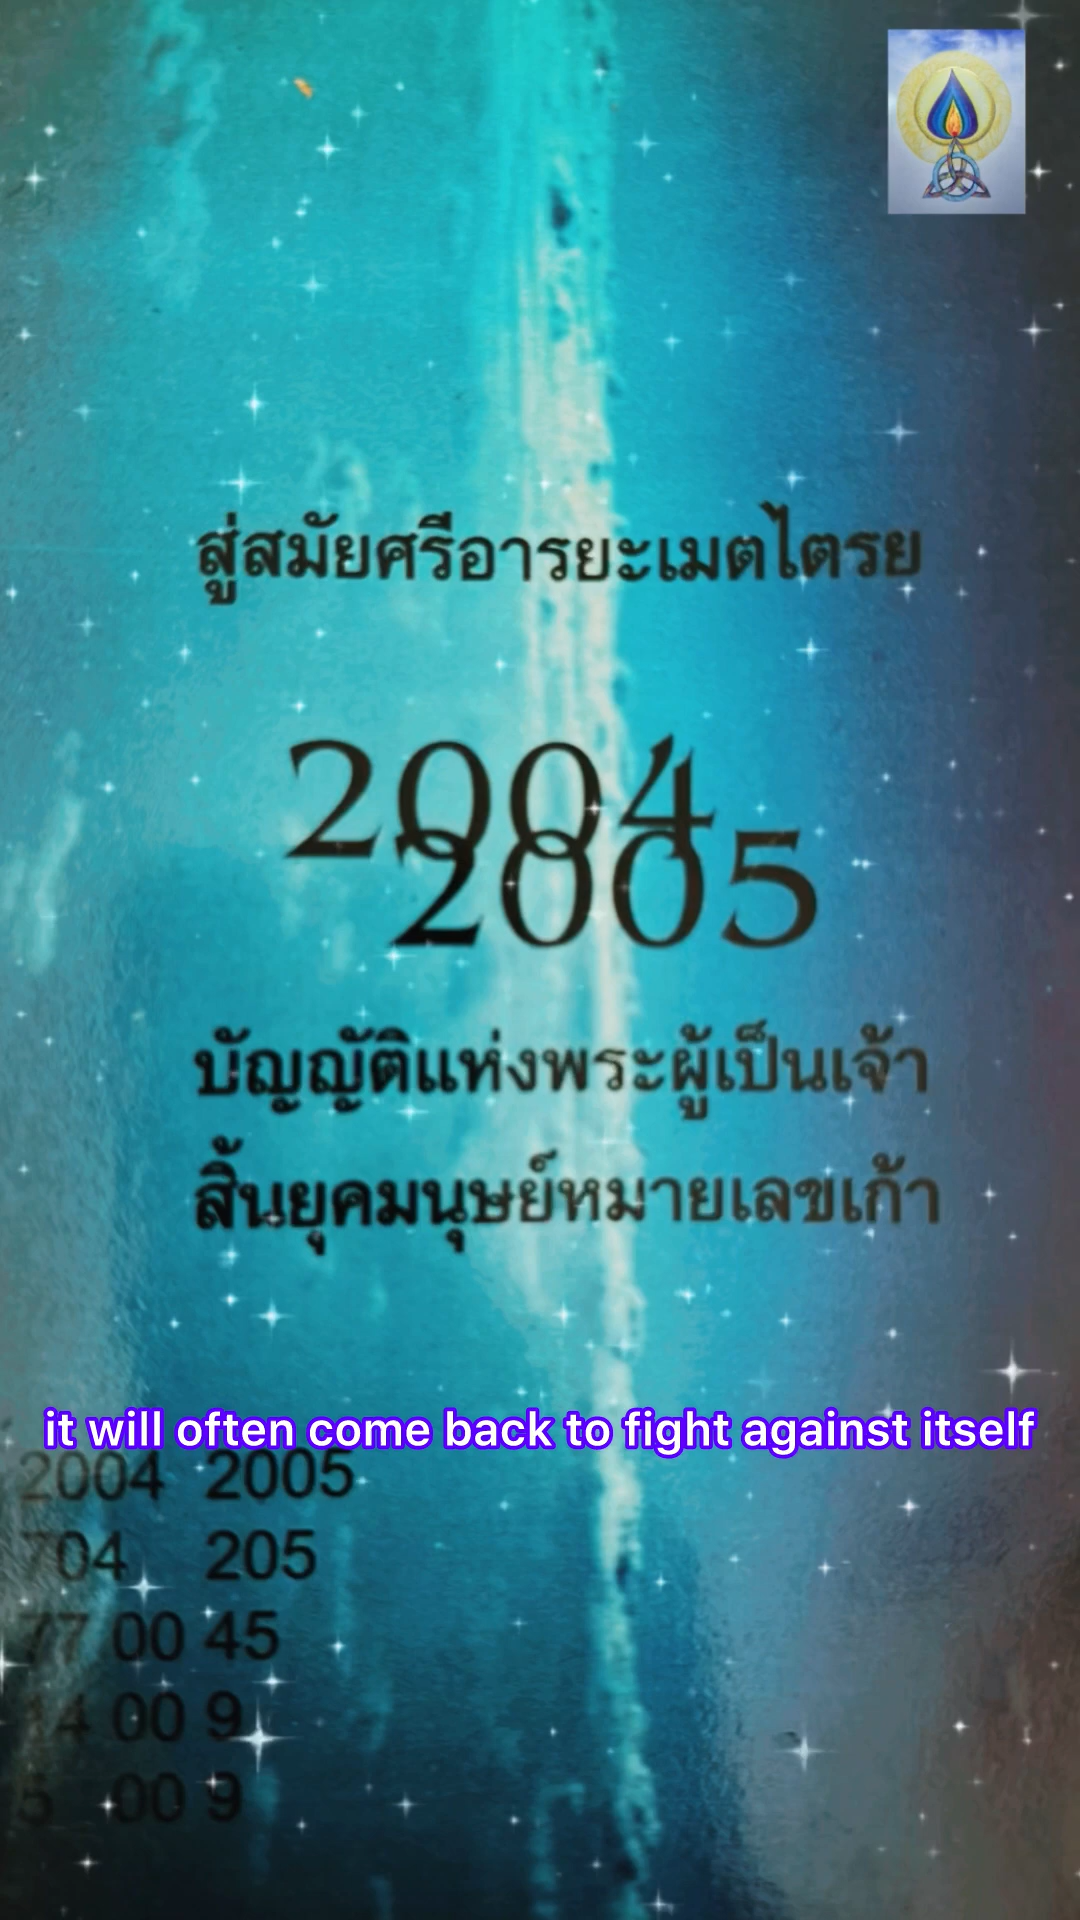 สู่สมัยศรีอารยะเมตไตรย
2004
2005
บัญญัติแห่งพระผู้เป็นเจ้า
สิ้นยุคมนุษย์หมายเลขเก้า
it will often come back to fight against itself
2004 2005
704 205
77 00 45
14 00 9
5 00 9